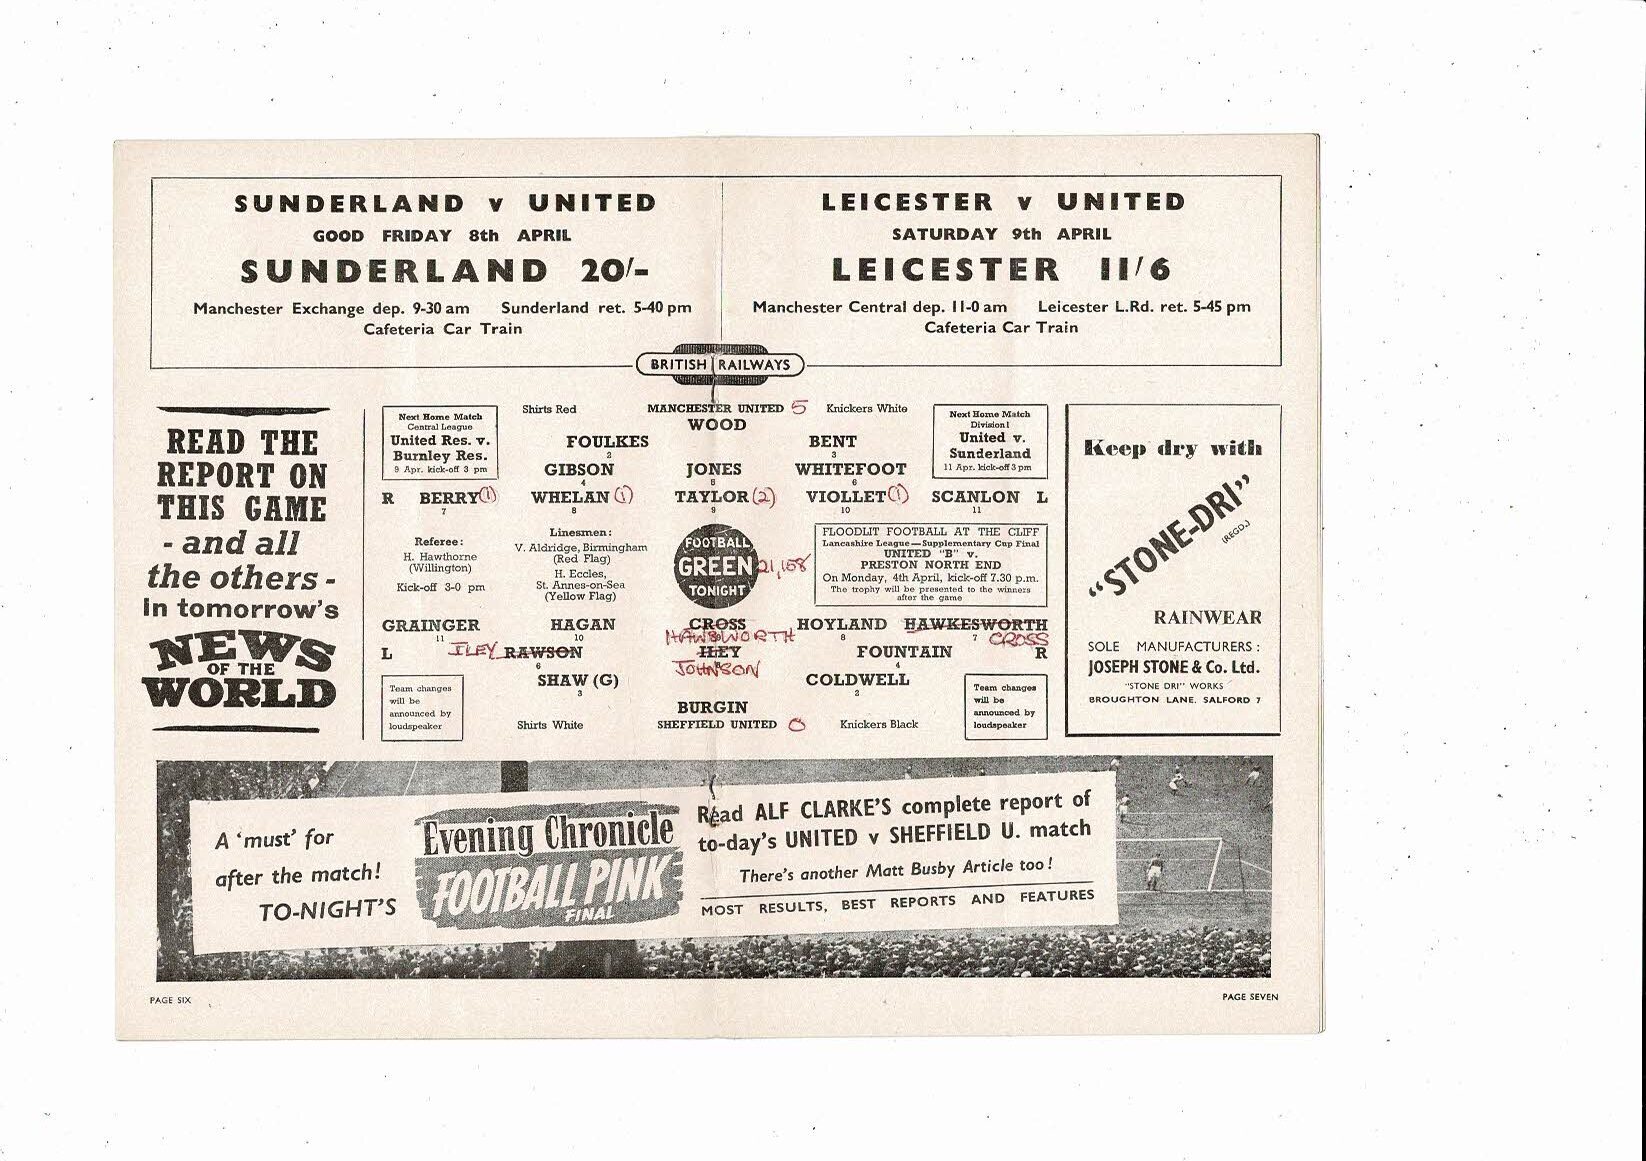 SUNDERLAND v UNITED
GOOD FRIDAY 8th APRIL
SUNDERLAND 20/-
Manchester Exchange dep. 9-30 am Sunderland ret. 5-40 pm
Cafeteria Car Train
LEICESTER v UNITED
SATURDAY 9th APRIL
LEICESTER 11/6
Manchester Central dep. 11-0 am Leicester L.Rd. ret. 5-45 pm
Cafeteria Car Train
BRITISH RAILWAYS
READ THE
REPORT ON
THIS GAME
- and all
the others -
In tomorrow's
NEWS
OF THE
WORLD
Next Home Match
Central League
United Res. v.
Burnley Res.
9 Apr. kick-off 3 pm
Shirts Red MANCHESTER UNITED 5 Knickers White
WOOD
Next Home Match
Division I
United v.
Sunderland
11 Apr. kick-off 3 pm
FOULKES BENT
2 3
GIBSON JONES WHITEFOOT
4 5 6
R BERRY (1) WHELAN (1) TAYLOR (2) VIOLLET (1) SCANLON L
7 8 9 10 11
Referee:
H. Hawthorne
(Willington)
Kick-off 3-0 pm
Linesmen:
V. Aldridge, Birmingham
(Red Flag)
H. Eccles,
St. Annes-on-Sea
(Yellow Flag)
FOOTBALL
GREEN
TONIGHT
21,158
FLOODLIT FOOTBALL AT THE CLIFF
Lancashire League—Supplementary Cup Final
UNITED "B" v.
PRESTON NORTH END
On Monday, 4th April, kick-off 7.30 p.m.
The trophy will be presented to the winners
after the game
GRAINGER HAGAN CROSS HOYLAND HAWKESWORTH
11 10 8 7
HAWSWORTH CROSS
L ILEY RAWSON ILEY FOUNTAIN R
6 4
JOHNSON
SHAW (G) COLDWELL
3 2
BURGIN
Shirts White SHEFFIELD UNITED 0 Knickers Black
Team changes
will be
announced by
loudspeaker
Team changes
will be
announced by
loudspeaker
Keep dry with
"STONE-DRI"
(REGD.)
RAINWEAR
SOLE MANUFACTURERS:
JOSEPH STONE & Co. Ltd.
"STONE DRI" WORKS
BROUGHTON LANE, SALFORD 7
A 'must' for
after the match!
TO-NIGHT'S
Evening Chronicle
FOOTBALL PINK
FINAL
Read ALF CLARKE'S complete report of
to-day's UNITED v SHEFFIELD U. match
There's another Matt Busby Article too!
MOST RESULTS, BEST REPORTS AND FEATURES
PAGE SIX
PAGE SEVEN